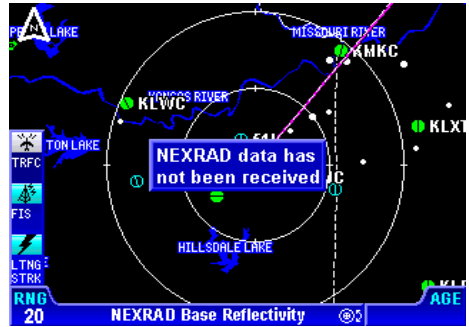 MISSOURI RIVER
LAKE
KMKC
KANSAS RIVER
KLWC
KLXT
TRFC
TON LAKE
NEXRAD data has
not been received
FIS
HILLSDALE LAKE
LTNG
STRK
RNG
AGE
20
NEXRAD Base Reflectivity